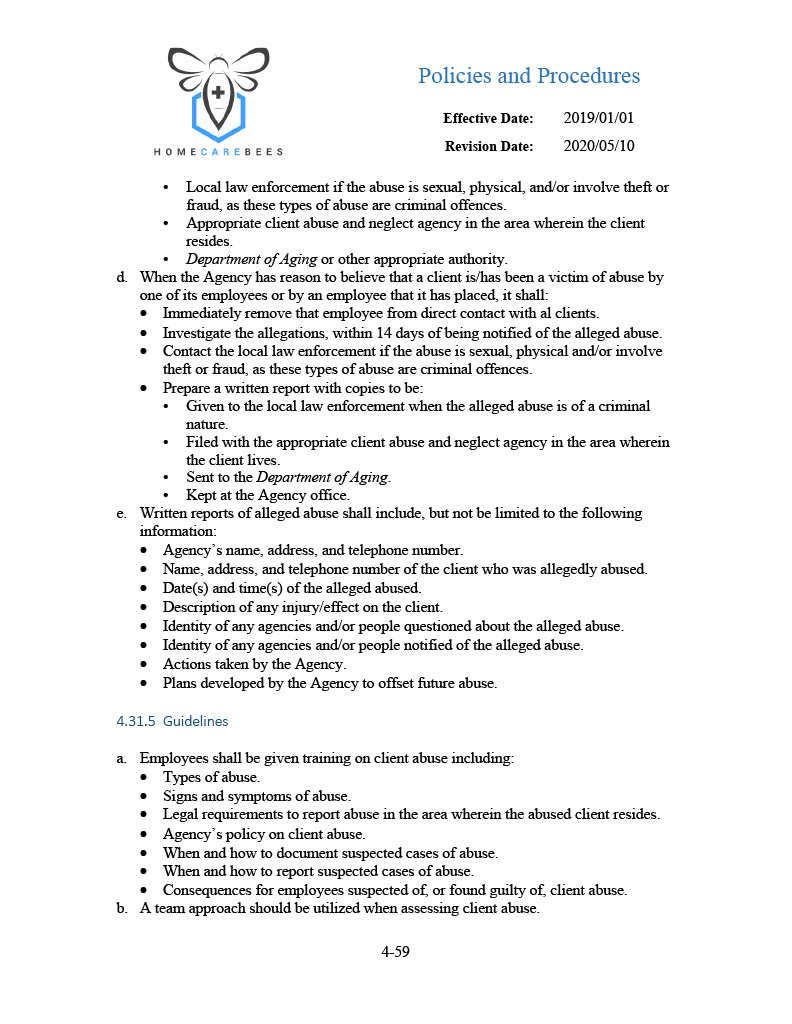 Policies and Procedures
Effective Date: 2019/01/01
Revision Date: 2020/05/10
HOMECAREBEES
• Local law enforcement if the abuse is sexual, physical, and/or involve theft or
fraud, as these types of abuse are criminal offences.
• Appropriate client abuse and neglect agency in the area wherein the client
resides.
• Department of Aging or other appropriate authority.
d. When the Agency has reason to believe that a client is/has been a victim of abuse by
one of its employees or by an employee that it has placed, it shall:
• Immediately remove that employee from direct contact with al clients.
• Investigate the allegations, within 14 days of being notified of the alleged abuse.
• Contact the local law enforcement if the abuse is sexual, physical and/or involve
theft or fraud, as these types of abuse are criminal offences.
• Prepare a written report with copies to be:
• Given to the local law enforcement when the alleged abuse is of a criminal
nature.
• Filed with the appropriate client abuse and neglect agency in the area wherein
the client lives.
• Sent to the Department of Aging.
• Kept at the Agency office.
e. Written reports of alleged abuse shall include, but not be limited to the following
information:
• Agency's name, address, and telephone number.
• Name, address, and telephone number of the client who was allegedly abused.
• Date(s) and time(s) of the alleged abused.
• Description of any injury/effect on the client.
• Identity of any agencies and/or people questioned about the alleged abuse.
• Identity of any agencies and/or people notified of the alleged abuse.
• Actions taken by the Agency.
• Plans developed by the Agency to offset future abuse.
4.31.5 Guidelines
a. Employees shall be given training on client abuse including:
• Types of abuse.
• Signs and symptoms of abuse.
• Legal requirements to report abuse in the area wherein the abused client resides.
• Agency's policy on client abuse.
• When and how to document suspected cases of abuse.
• When and how to report suspected cases of abuse.
• Consequences for employees suspected of, or found guilty of, client abuse.
b. A team approach should be utilized when assessing client abuse.
4-59